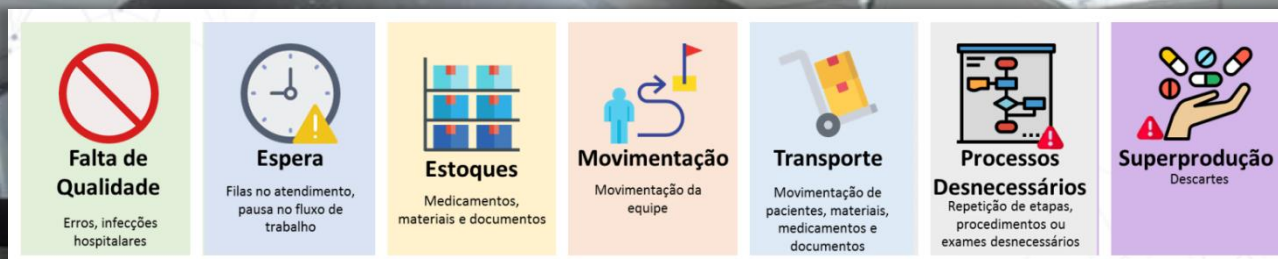 Falta de
Qualidade
Erros, infecções
hospitalares
Espera
Filas no atendimento,
pausa no fluxo de
trabalho
Estoques
Medicamentos,
materiais e documentos
Movimentação
Movimentação da
equipe
Transporte
Movimentação de
pacientes, materiais,
medicamentos e
documentos
Processos
Desnecessários
Repetição de etapas,
procedimentos ou
exames desnecessários
Superprodução
Descartes